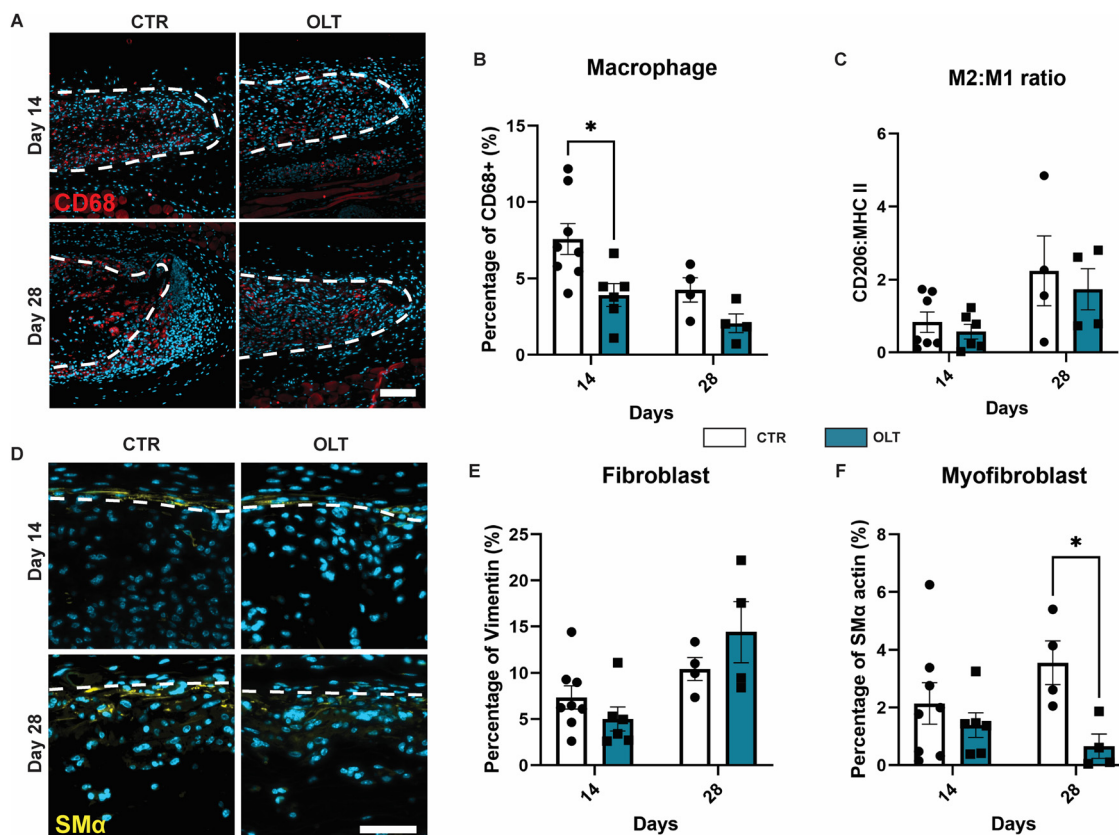 A
CTR
OLT
Day 14
Day 28
CD68
B
Macrophage
Percentage of CD68+ (%)
15
10
5
0
*
14
28
Days
C
M2:M1 ratio
CD206:MHC II
6
4
2
0
14
28
Days
CTR
OLT
D
CTR
OLT
Day 14
Day 28
SMα
E
Fibroblast
Percentage of Vimentin (%)
25
20
15
10
5
0
14
28
Days
F
Myofibroblast
Percentage of SMα actin (%)
8
6
4
2
0
*
14
28
Days